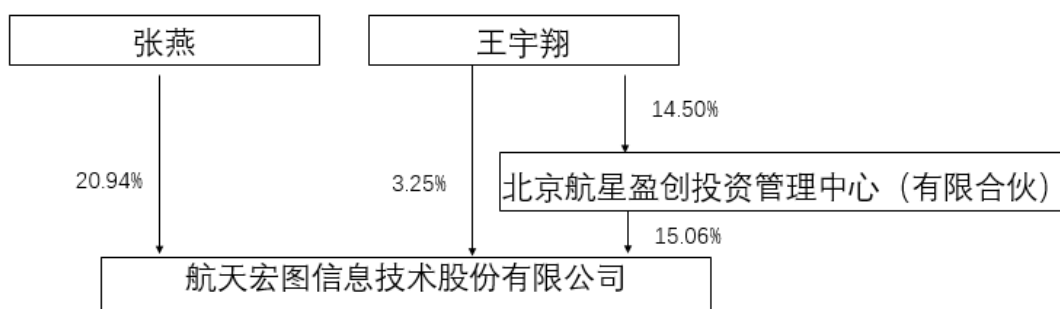 张燕
王宇翔
14.50%
20.94%
3.25%
北京航星盈创投资管理中心（有限合伙）
15.06%
航天宏图信息技术股份有限公司